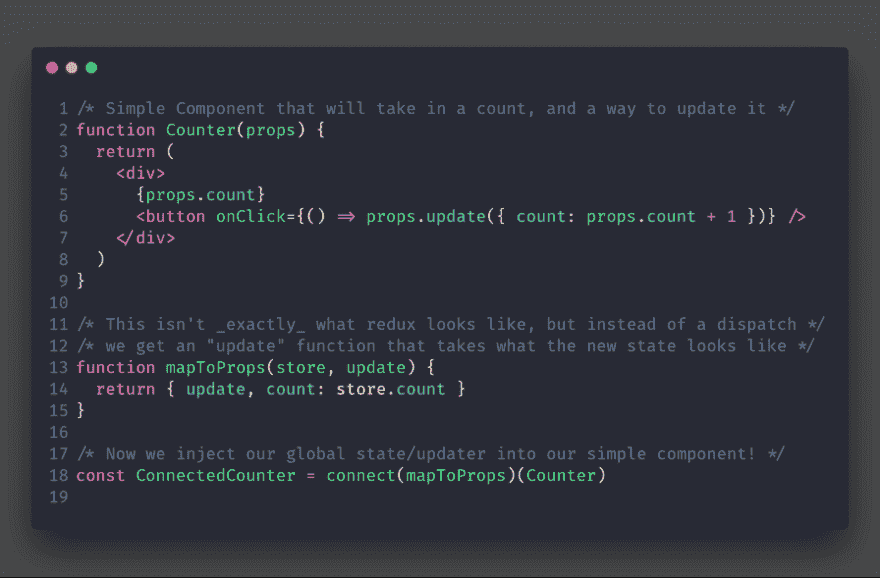 1 /* Simple Component that will take in a count, and a way to update it */
2 function Counter(props) {
3   return (
4     <div>
5       {props.count}
6       <button onClick={() => props.update({ count: props.count + 1 })} />
7     </div>
8   )
9 }
10
11 /* This isn't _exactly_ what redux looks like, but instead of a dispatch */
12 /* we get an "update" function that takes what the new state looks like */
13 function mapToProps(store, update) {
14   return { update, count: store.count }
15 }
16
17 /* Now we inject our global state/updater into our simple component! */
18 const ConnectedCounter = connect(mapToProps)(Counter)
19